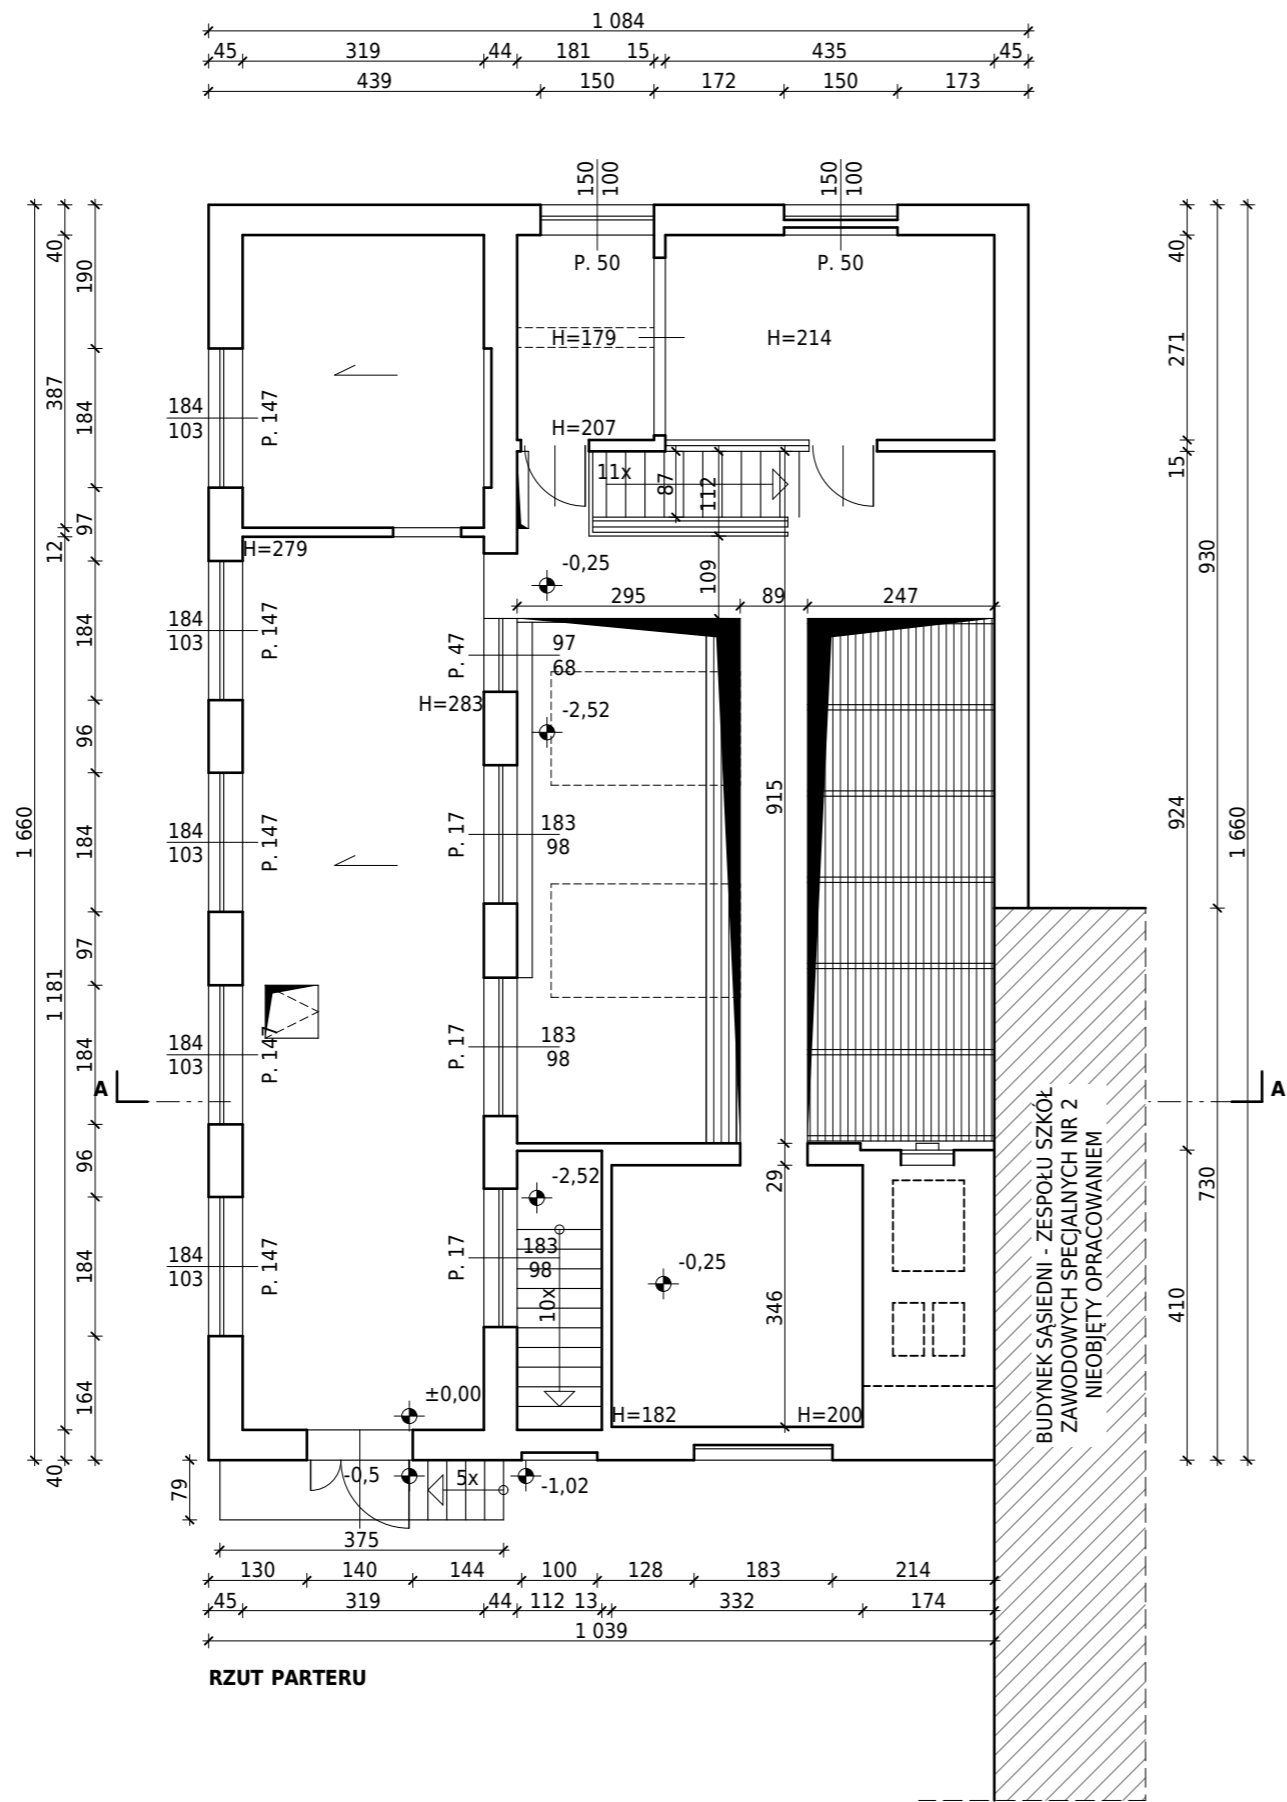 1 084
45 319 44 181 15 435 45
439 150 172 150 173
150
100
150
100
P. 50
P. 50
H=179
H=214
H=207
11x
87
112
109
-0,25
295 89 247
H=279
H=283
P. 47
97
68
-2,52
P. 17
183
98
P. 17
183
98
P. 17
183
98
915
184
103
P. 147
184
103
P. 147
184
103
P. 147
184
103
P. 147
184
103
P. 147
1 660
40
387
12
1 181
40
190
184
97
184
96
184
97
184
96
184
164
40
271
15
924
410
930
730
1 660
A
A
-2,52
10x
29
346
-0,25
H=182
H=200
±0,00
-0,5
5x
-1,02
79
BUDYNEK SĄSIEDNI - ZESPOŁU SZKÓŁ
ZAWODOWYCH SPECJALNYCH NR 2
NIEOBJĘTY OPRACOWANIEM
375
130 140 144 100 128 183 214
45 319 44 112 13 332 174
1 039
RZUT PARTERU